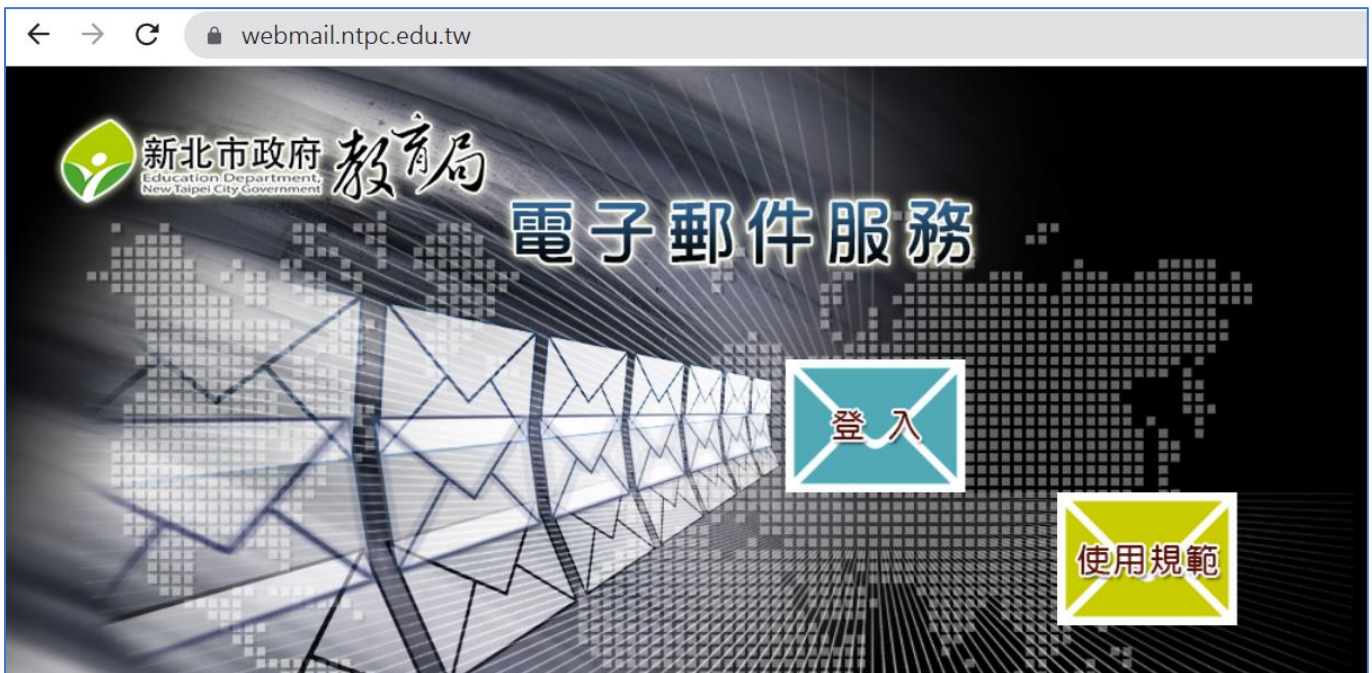 webmail.ntpc.edu.tw
新北市政府 教育局
Education Department,
New Taipei City Government
電子郵件服務
登入
使用規範